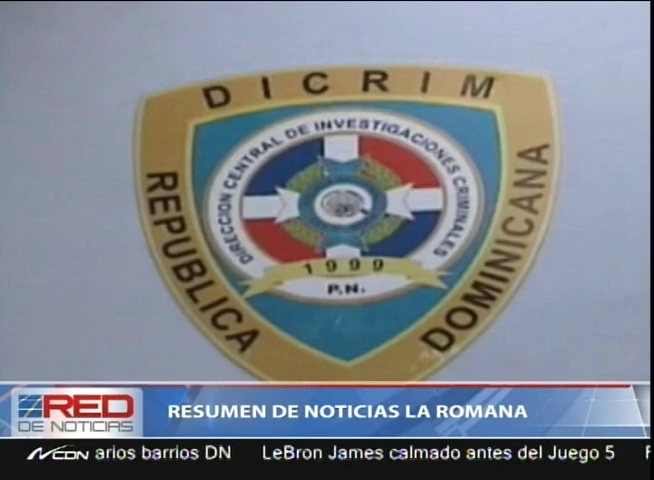 DICRIM
DIRECCION CENTRAL DE INVESTIGACIONES CRIMINALES
REPUBLICA
DOMINICANA
1999
P.N.
RED
DE NOTICIAS
RESUMEN DE NOTICIAS LA ROMANA
CDN arios barrios DN LeBron James calmado antes del Juego 5 F